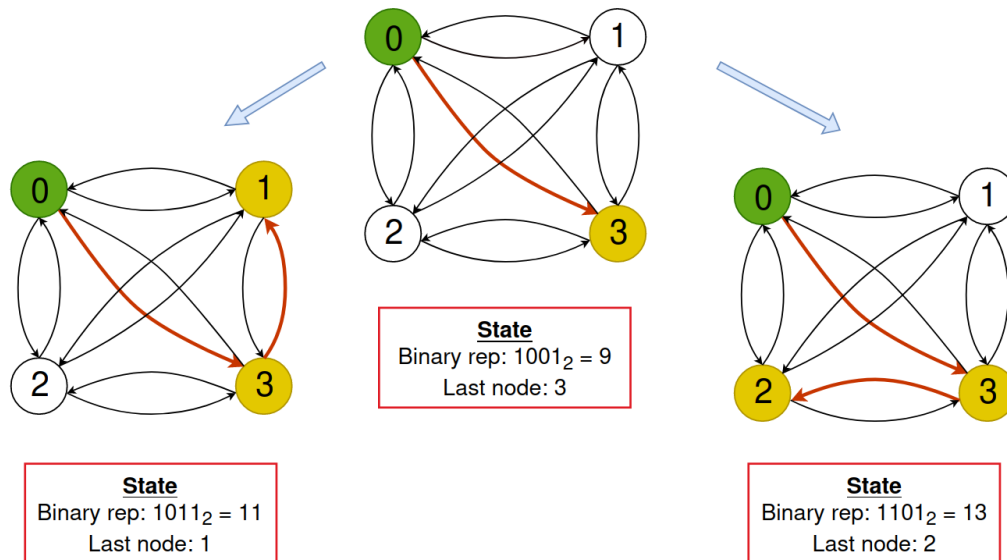 0
1
2
3
State
Binary rep: 1001₂ = 9
Last node: 3
0
1
2
3
State
Binary rep: 1011₂ = 11
Last node: 1
0
1
2
3
State
Binary rep: 1101₂ = 13
Last node: 2